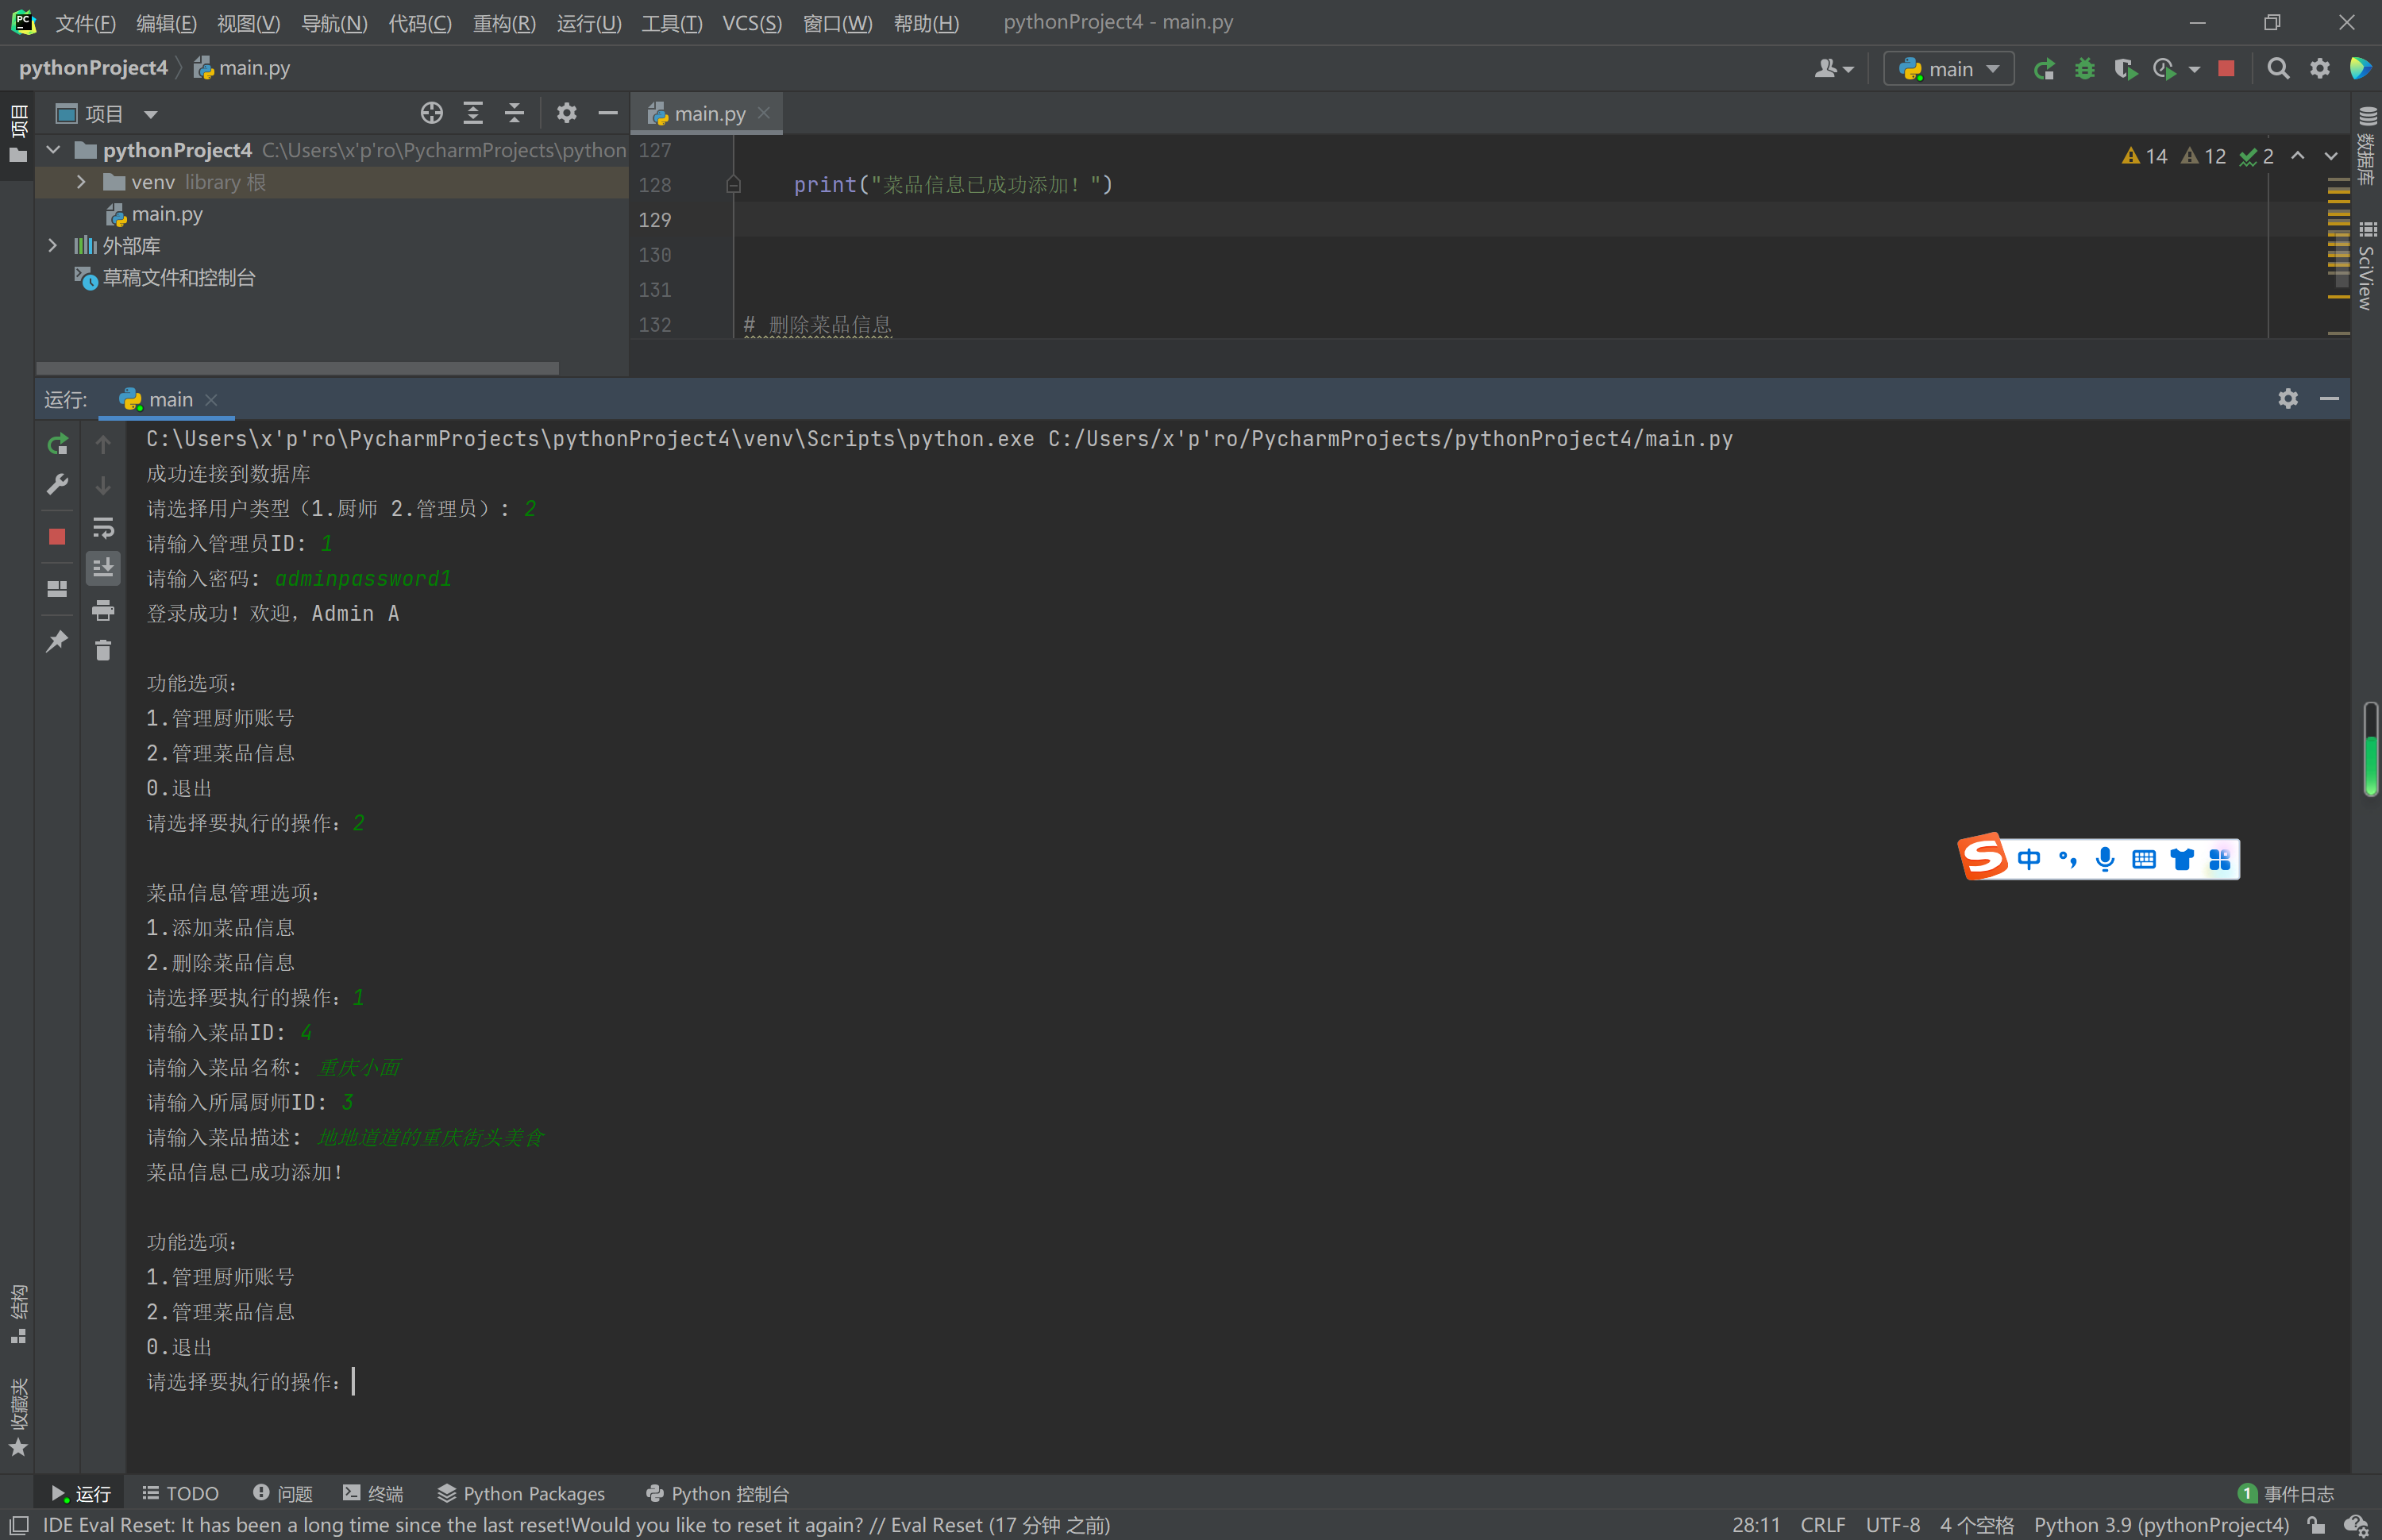 文件(F) 编辑(E) 视图(V) 导航(N) 代码(C) 重构(R) 运行(U) 工具(T) VCS(S) 窗口(W) 帮助(H) pythonProject4 - main.py
pythonProject4 main.py main
项目
项目
main.py
pythonProject4 C:\Users\x'p'ro\PycharmProjects\python
venv library 根
main.py
外部库
草稿文件和控制台
127
128 print("菜品信息已成功添加！")
129
130
131
132 # 删除菜品信息
14 12 2
数据库
SciView
运行: main
C:\Users\x'p'ro\PycharmProjects\pythonProject4\venv\Scripts\python.exe C:/Users/x'p'ro/PycharmProjects/pythonProject4/main.py
成功连接到数据库
请选择用户类型（1.厨师 2.管理员）: 2
请输入管理员ID: 1
请输入密码: adminpassword1
登录成功！欢迎，Admin A
功能选项：
1.管理厨师账号
2.管理菜品信息
0.退出
请选择要执行的操作：2
菜品信息管理选项：
1.添加菜品信息
2.删除菜品信息
请选择要执行的操作：1
请输入菜品ID: 4
请输入菜品名称: 重庆小面
请输入所属厨师ID: 3
请输入菜品描述: 地地道道的重庆街头美食
菜品信息已成功添加！
功能选项：
1.管理厨师账号
2.管理菜品信息
0.退出
请选择要执行的操作：
中
结构
收藏夹
运行 TODO 问题 终端 Python Packages Python 控制台 1 事件日志
IDE Eval Reset: It has been a long time since the last reset!Would you like to reset it again? // Eval Reset (17 分钟 之前) 28:11 CRLF UTF-8 4 个空格 Python 3.9 (pythonProject4)